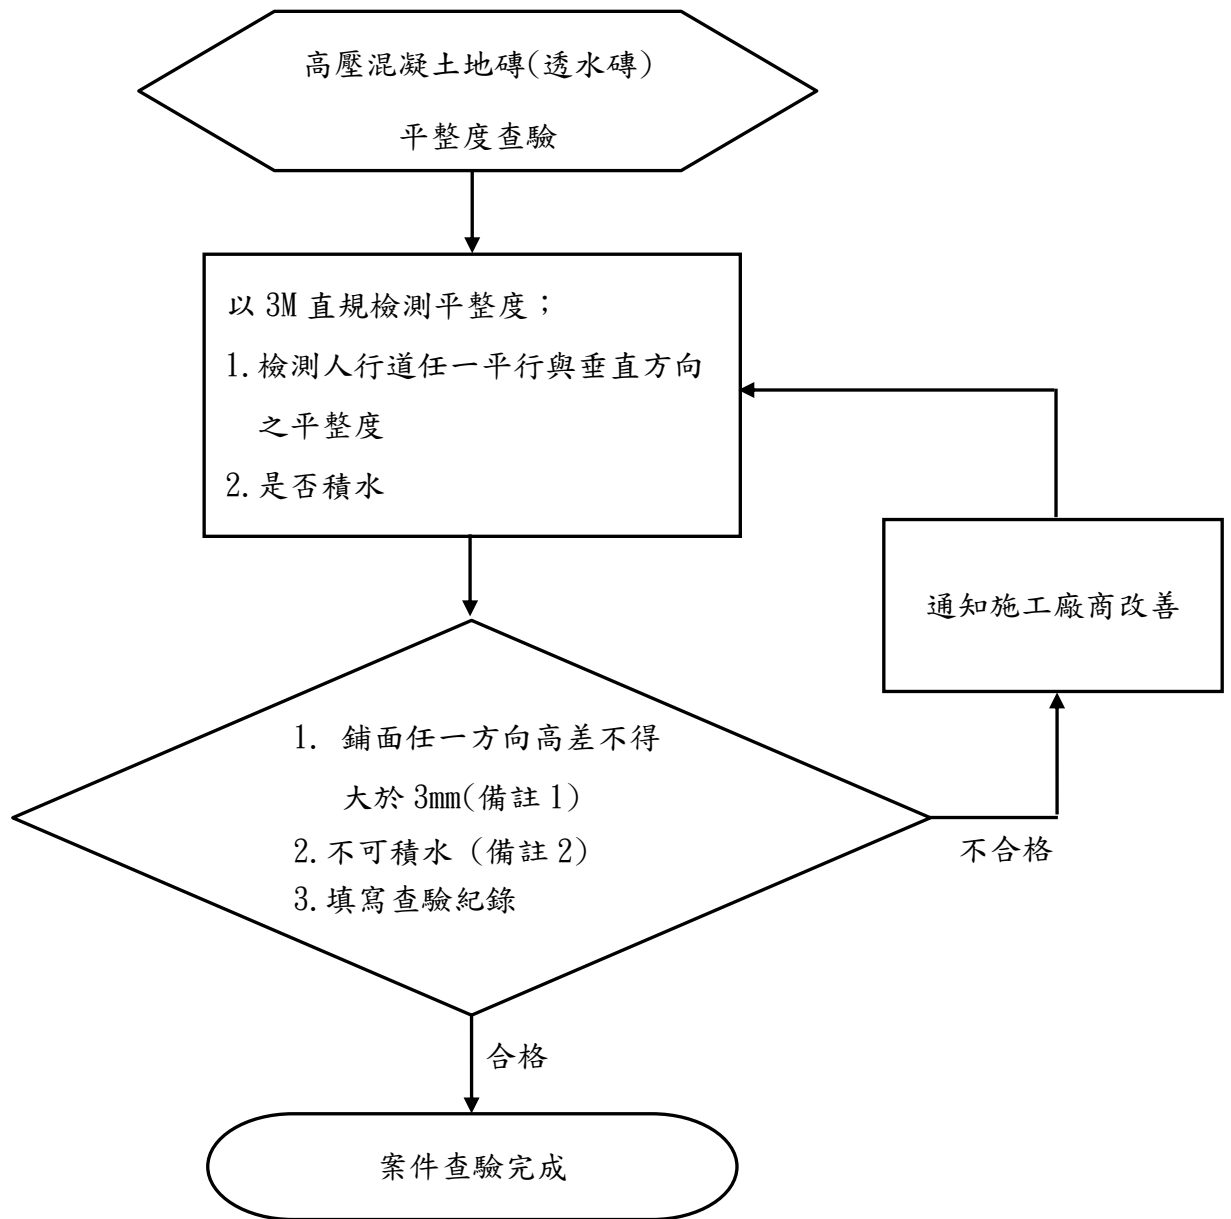 高壓混凝土地磚(透水磚)
平整度查驗
以 3M 直規檢測平整度；
1.檢測人行道任一平行與垂直方向
之平整度
2.是否積水
通知施工廠商改善
1. 鋪面任一方向高差不得
大於 3mm(備註 1)
2.不可積水 (備註 2)
3.填寫查驗紀錄
不合格
合格
案件查驗完成